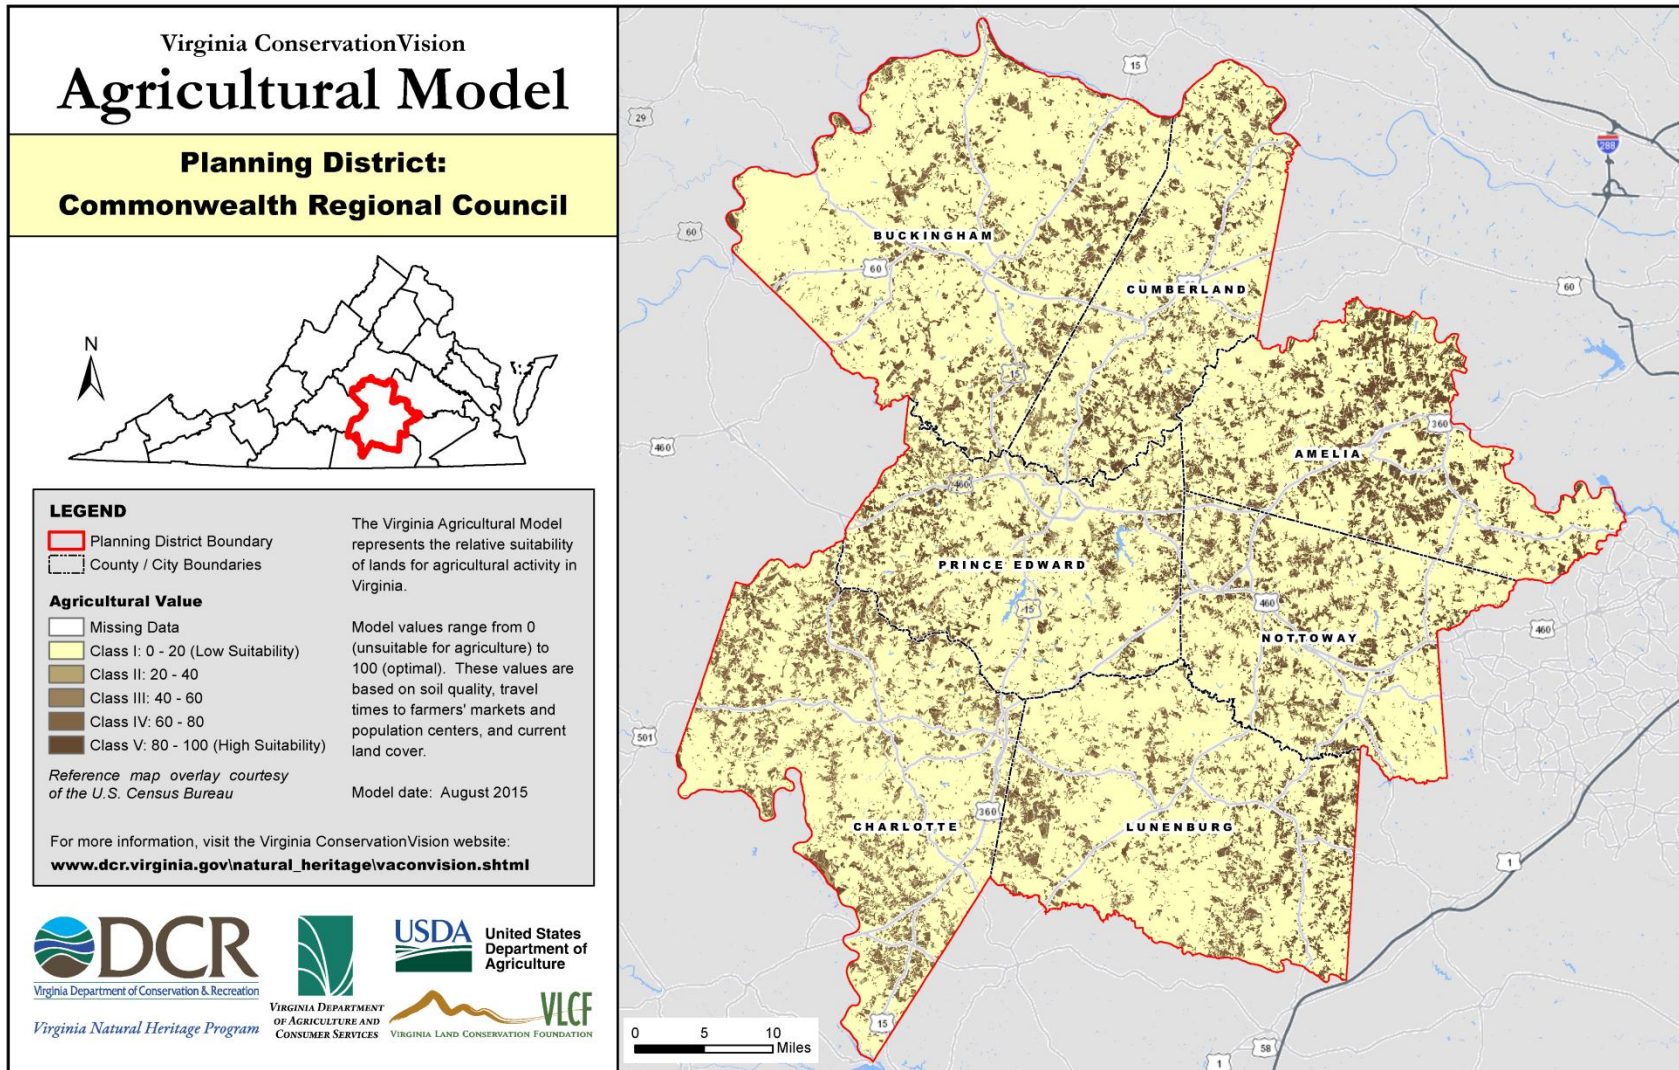 Virginia ConservationVision
Agricultural Model
Planning District:
Commonwealth Regional Council
N
LEGEND
Planning District Boundary
County / City Boundaries
Agricultural Value
Missing Data
Class I: 0 - 20 (Low Suitability)
Class II: 20 - 40
Class III: 40 - 60
Class IV: 60 - 80
Class V: 80 - 100 (High Suitability)
Reference map overlay courtesy
of the U.S. Census Bureau
The Virginia Agricultural Model
represents the relative suitability
of lands for agricultural activity in
Virginia.
Model values range from 0
(unsuitable for agriculture) to
100 (optimal). These values are
based on soil quality, travel
times to farmers' markets and
population centers, and current
land cover.
Model date: August 2015
For more information, visit the Virginia ConservationVision website:
www.dcr.virginia.gov\natural_heritage\vaconvision.shtml
DCR
Virginia Department of Conservation & Recreation
Virginia Natural Heritage Program
VIRGINIA DEPARTMENT
OF AGRICULTURE AND
CONSUMER SERVICES
USDA
United States
Department of
Agriculture
VLCF
VIRGINIA LAND CONSERVATION FOUNDATION
15
29
288
60
BUCKINGHAM
60
CUMBERLAND
60
15
460
360
AMELIA
460
PRINCE EDWARD
15
460
NOTTOWAY
460
501
360
CHARLOTTE
LUNENBURG
1
15
58
1
0 5 10
Miles